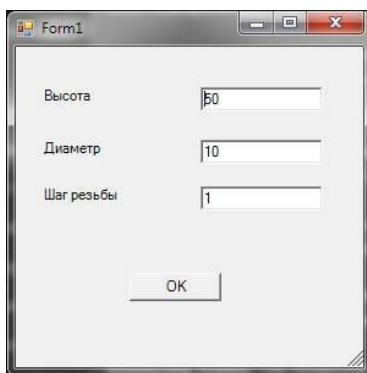 Form1
Высота 50
Диаметр 10
Шаг резьбы 1
OK